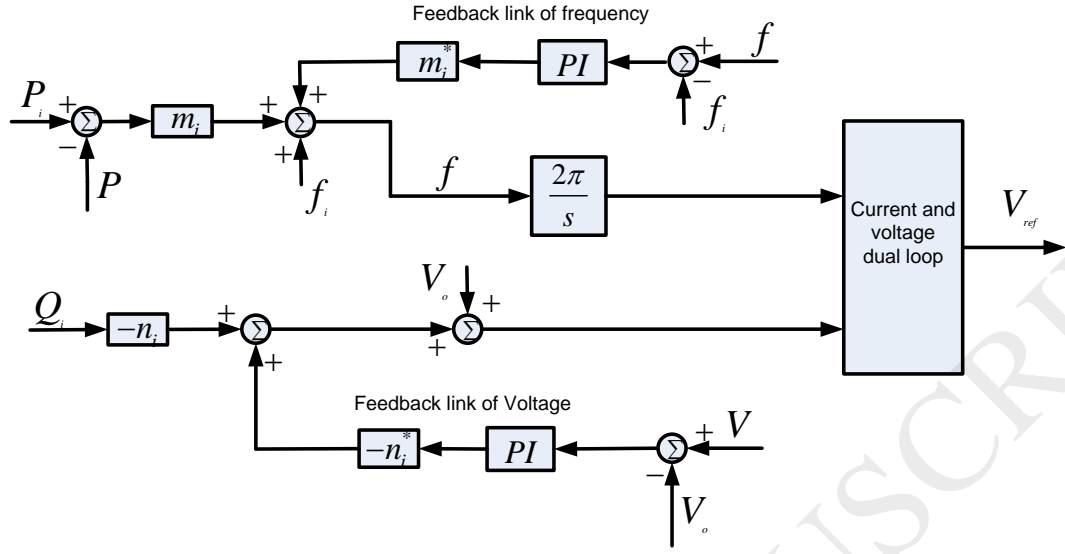 Feedback link of frequency
m_i^* PI Σ + − f
f_i
P_i + Σ − m_i + + + Σ
P f_i f 2π/s
Current and
voltage
dual loop
V_ref
V_o
Q_i −n_i + Σ + + Σ +
Feedback link of Voltage
−n_i^* PI Σ + − V
V_o
USCRI